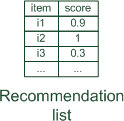 item score
i1 0.9
i2 1
i3 0.3
... ...
Recommendation
list